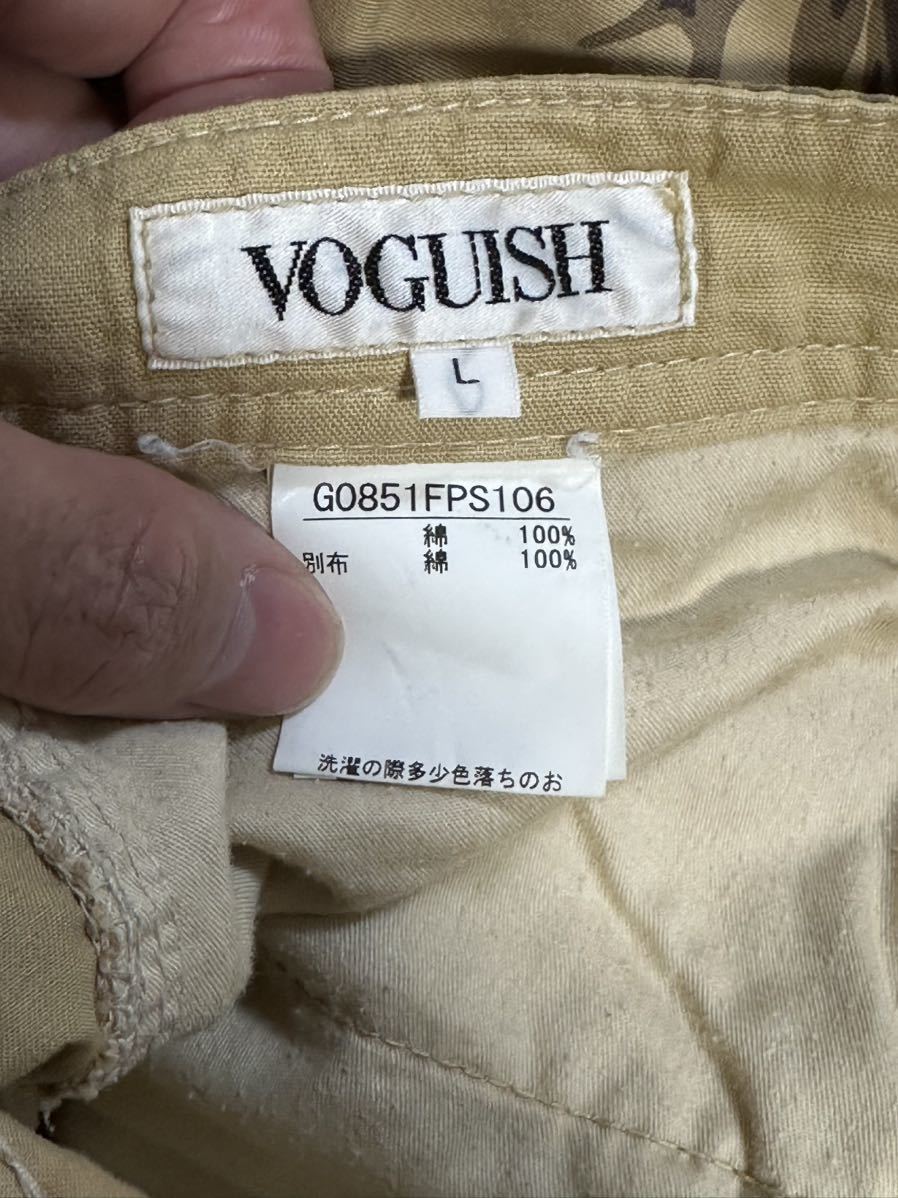 VOGUISH
L
G0851FPS106
綿 100%
別布 綿 100%
洗濯の際多少色落ちのお